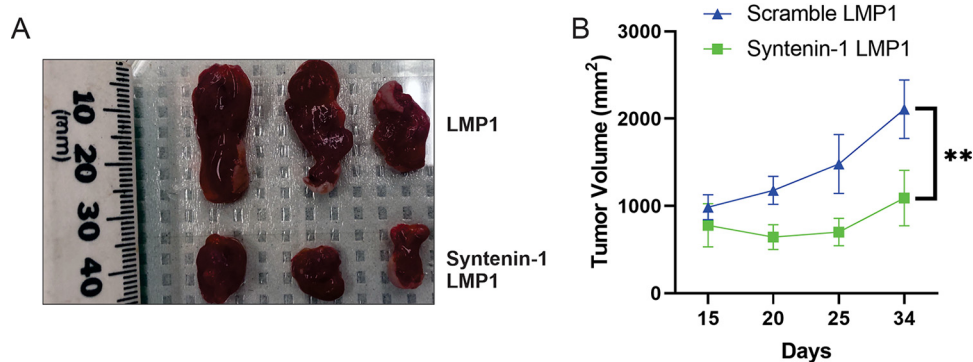 A
10
(mm)
20
30
40
LMP1
Syntenin-1
LMP1
B
Scramble LMP1
Syntenin-1 LMP1
3000
2000
1000
0
Tumor Volume (mm²)
**
15 20 25 34
Days